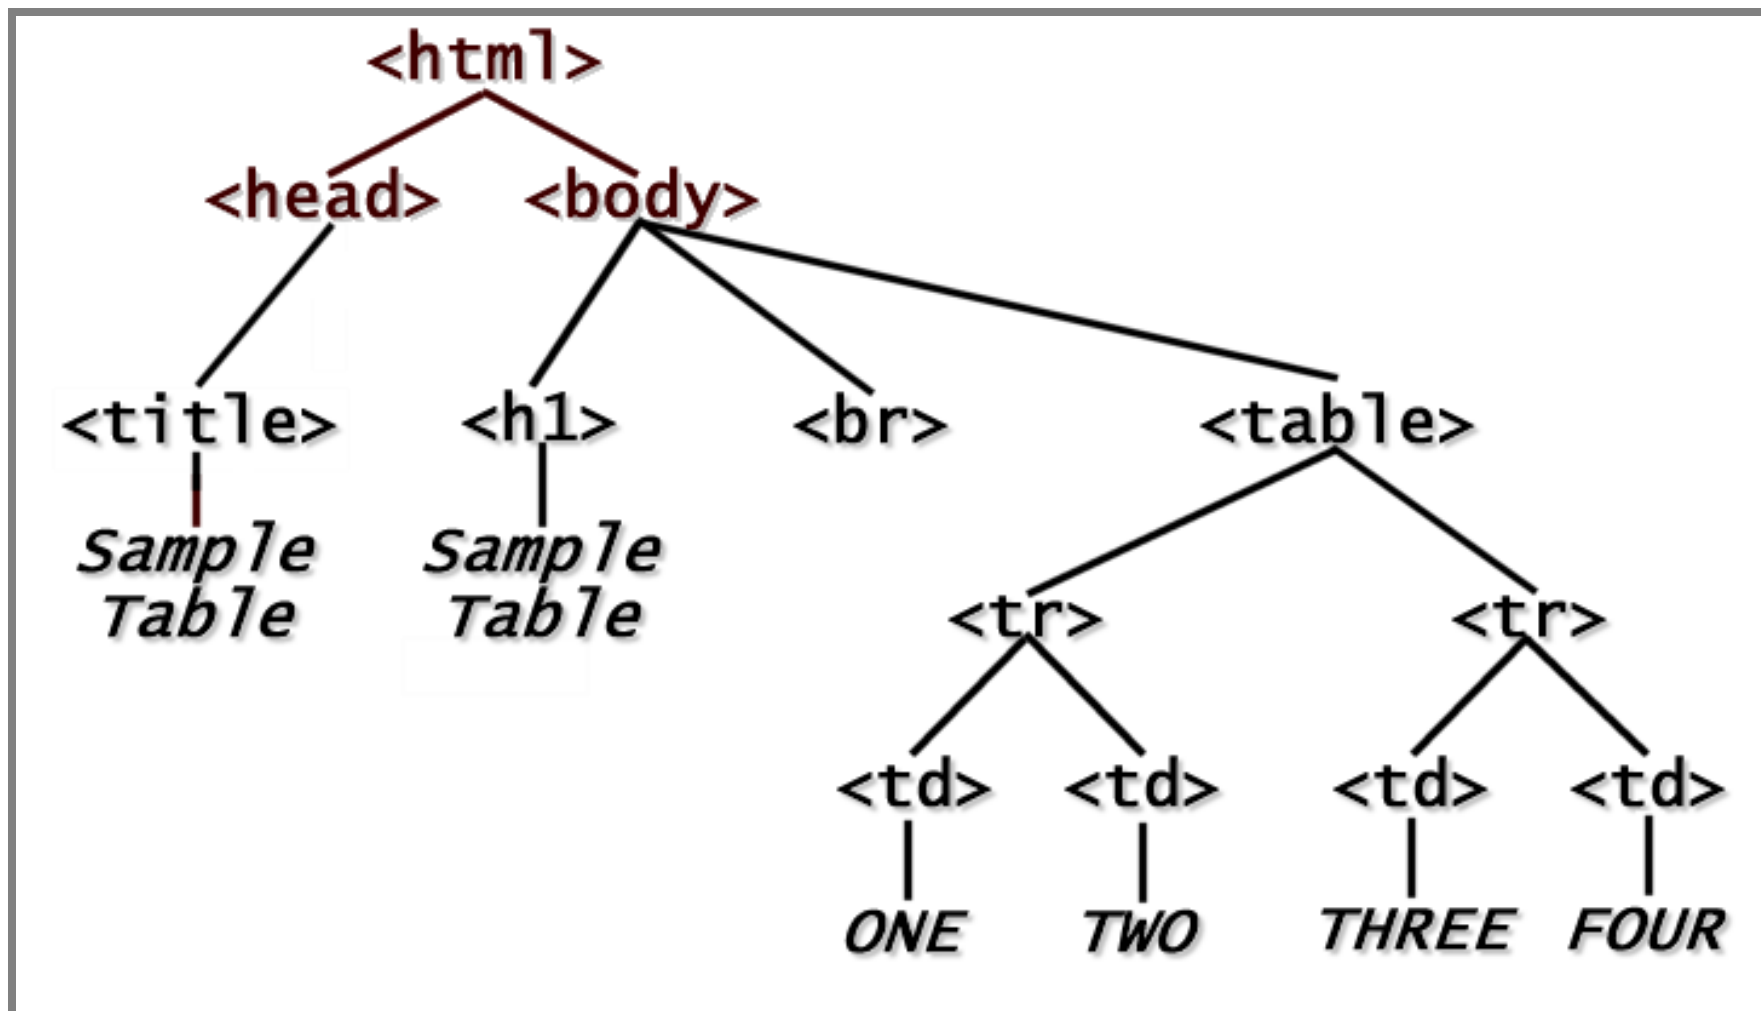 <html>
<head> <body>
<title> <h1> <br> <table>
Sample Sample
Table Table
<tr> <tr>
<td> <td> <td> <td>
ONE TWO THREE FOUR